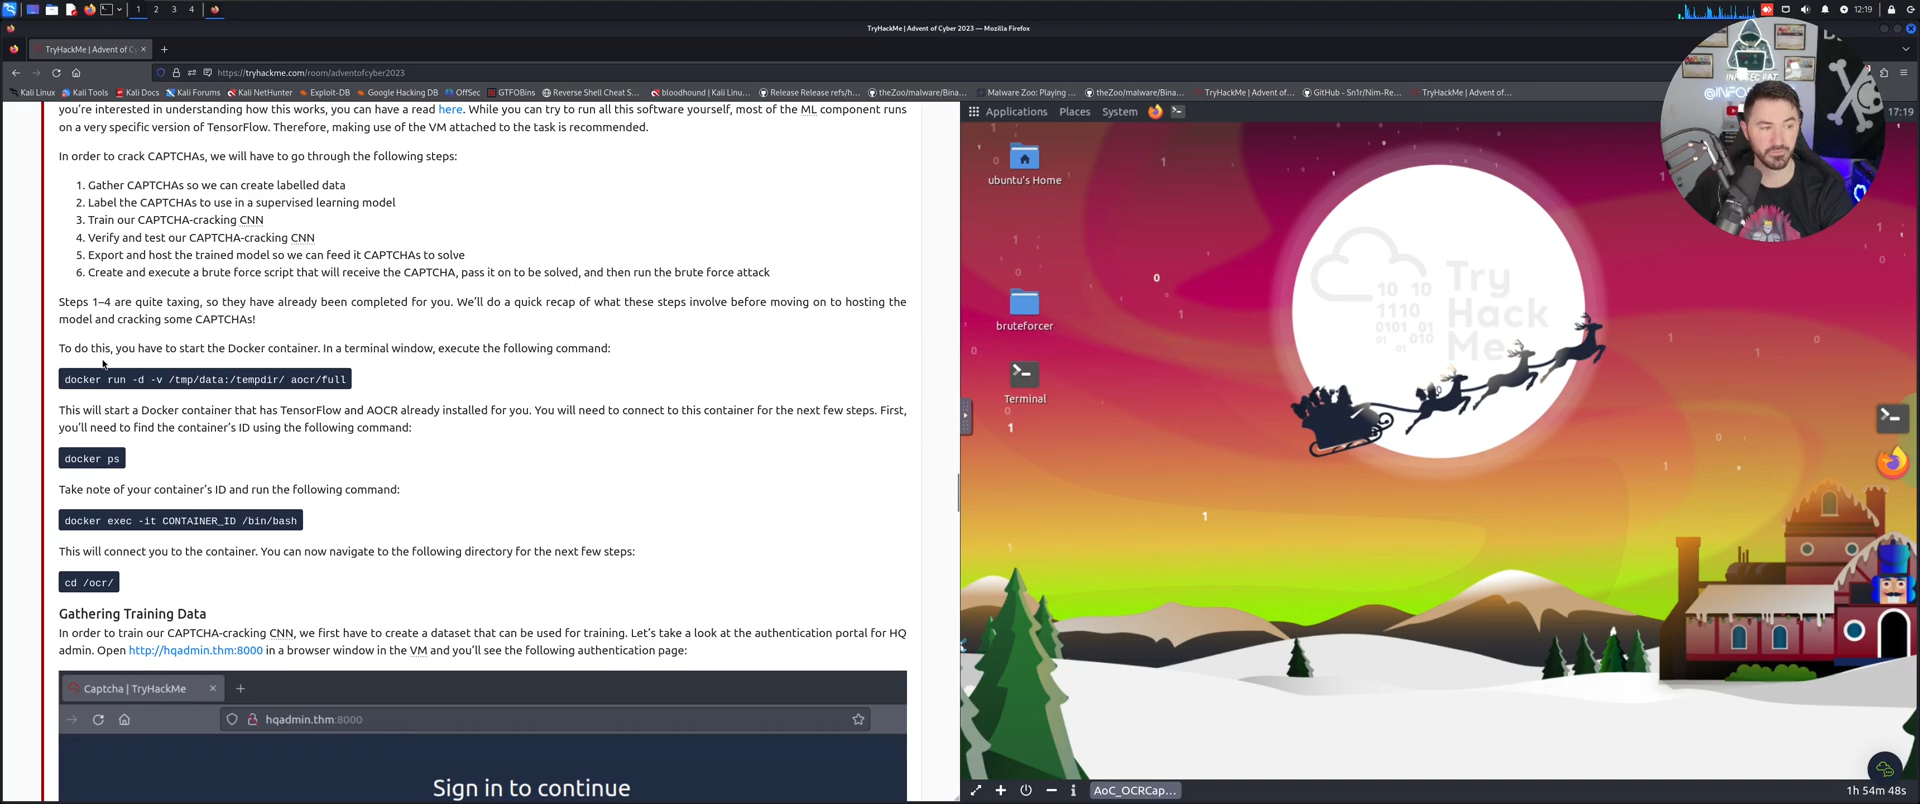 12:19
1 2 3 4
TryHackMe | Advent of Cyber 2023 — Mozilla Firefox
TryHackMe | Advent of Cy
https://tryhackme.com/room/adventofcyber2023
Kali Linux Kali Tools Kali Docs Kali Forums Kali NetHunter Exploit-DB Google Hacking DB OffSec GTFOBins Reverse Shell Cheat S... bloodhound | Kali Linu... Release Release refs/h... theZoo/malware/Bina... Malware Zoo: Playing ... theZoo/malware/Bina... TryHackMe | Advent of... GitHub - Sn1r/Nim-Re... TryHackMe | Advent of...
you're interested in understanding how this works, you can have a read here. While you can try to run all this software yourself, most of the ML component runs
on a very specific version of TensorFlow. Therefore, making use of the VM attached to the task is recommended.
In order to crack CAPTCHAs, we will have to go through the following steps:
1. Gather CAPTCHAs so we can create labelled data
2. Label the CAPTCHAs to use in a supervised learning model
3. Train our CAPTCHA-cracking CNN
4. Verify and test our CAPTCHA-cracking CNN
5. Export and host the trained model so we can feed it CAPTCHAs to solve
6. Create and execute a brute force script that will receive the CAPTCHA, pass it on to be solved, and then run the brute force attack
Steps 1–4 are quite taxing, so they have already been completed for you. We'll do a quick recap of what these steps involve before moving on to hosting the
model and cracking some CAPTCHAs!
To do this, you have to start the Docker container. In a terminal window, execute the following command:
docker run -d -v /tmp/data:/tempdir/ aocr/full
This will start a Docker container that has TensorFlow and AOCR already installed for you. You will need to connect to this container for the next few steps. First,
you'll need to find the container's ID using the following command:
docker ps
Take note of your container's ID and run the following command:
docker exec -it CONTAINER_ID /bin/bash
This will connect you to the container. You can now navigate to the following directory for the next few steps:
cd /ocr/
Gathering Training Data
In order to train our CAPTCHA-cracking CNN, we first have to create a dataset that can be used for training. Let's take a look at the authentication portal for HQ
admin. Open http://hqadmin.thm:8000 in a browser window in the VM and you'll see the following authentication page:
Captcha | TryHackMe
hqadmin.thm:8000
Sign in to continue
Applications Places System
17:19
ubuntu's Home
bruteforcer
Terminal
Try
Hack
Me
10 10
1110
0101 01
01
INFOSEC PAT
@INFOS
AoC_OCRCap...
1h 54m 48s